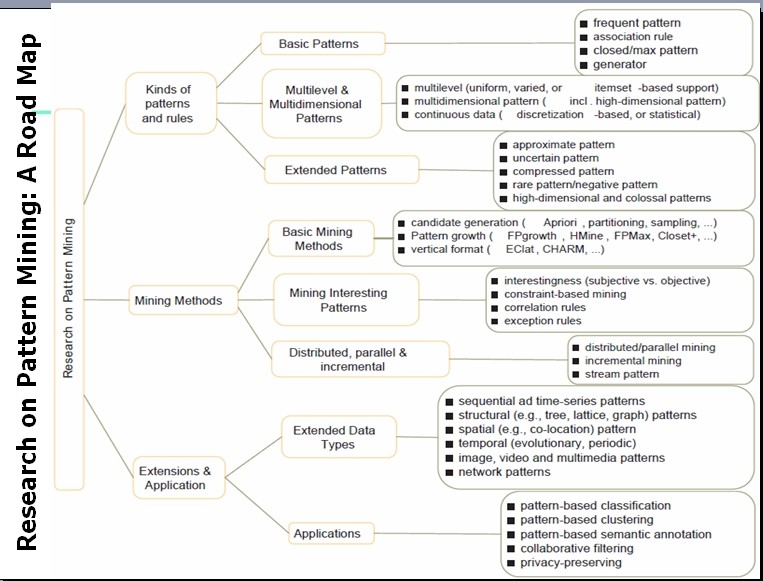 Research on Pattern Mining: A Road Map
Research on Pattern Mining
Kinds of
patterns
and rules
Basic Patterns
frequent pattern
association rule
closed/max pattern
generator
Multilevel &
Multidimensional
Patterns
multilevel (uniform, varied, or itemset -based support)
multidimensional pattern ( incl . high-dimensional pattern)
continuous data ( discretization -based, or statistical)
Extended Patterns
approximate pattern
uncertain pattern
compressed pattern
rare pattern/negative pattern
high-dimensional and colossal patterns
Mining Methods
Basic Mining
Methods
candidate generation ( Apriori , partitioning, sampling, ...)
Pattern growth ( FPgrowth , HMine , FPMax, Closet+, ...)
vertical format ( EClat , CHARM, ...)
Mining Interesting
Patterns
interestingness (subjective vs. objective)
constraint-based mining
correlation rules
exception rules
Distributed, parallel &
incremental
distributed/parallel mining
incremental mining
stream pattern
Extensions &
Application
Extended Data
Types
sequential ad time-series patterns
structural (e.g., tree, lattice, graph) patterns
spatial (e.g., co-location) pattern
temporal (evolutionary, periodic)
image, video and multimedia patterns
network patterns
Applications
pattern-based classification
pattern-based clustering
pattern-based semantic annotation
collaborative filtering
privacy-preserving